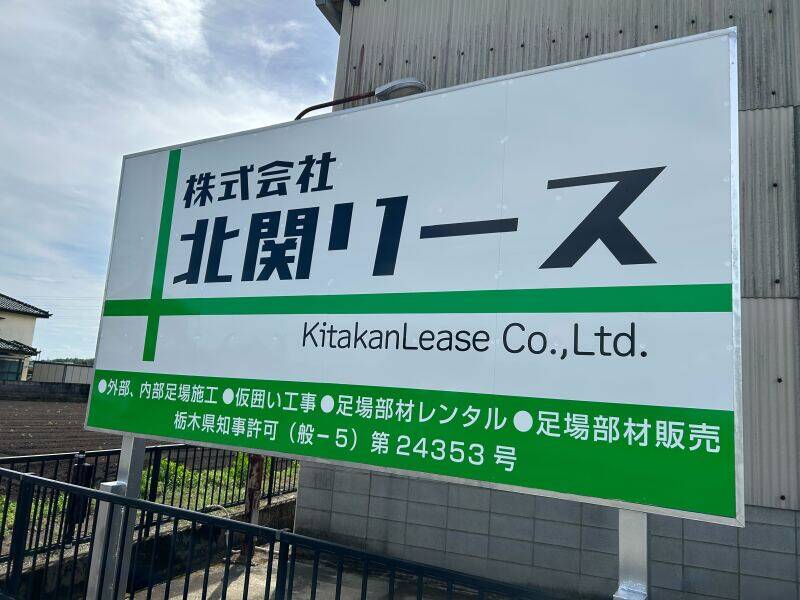 株式会社
北関リース
KitakanLease Co.,Ltd.
●外部、内部足場施工●仮囲い工事●足場部材レンタル●足場部材販売
栃木県知事許可（般－５）第２４３５３号